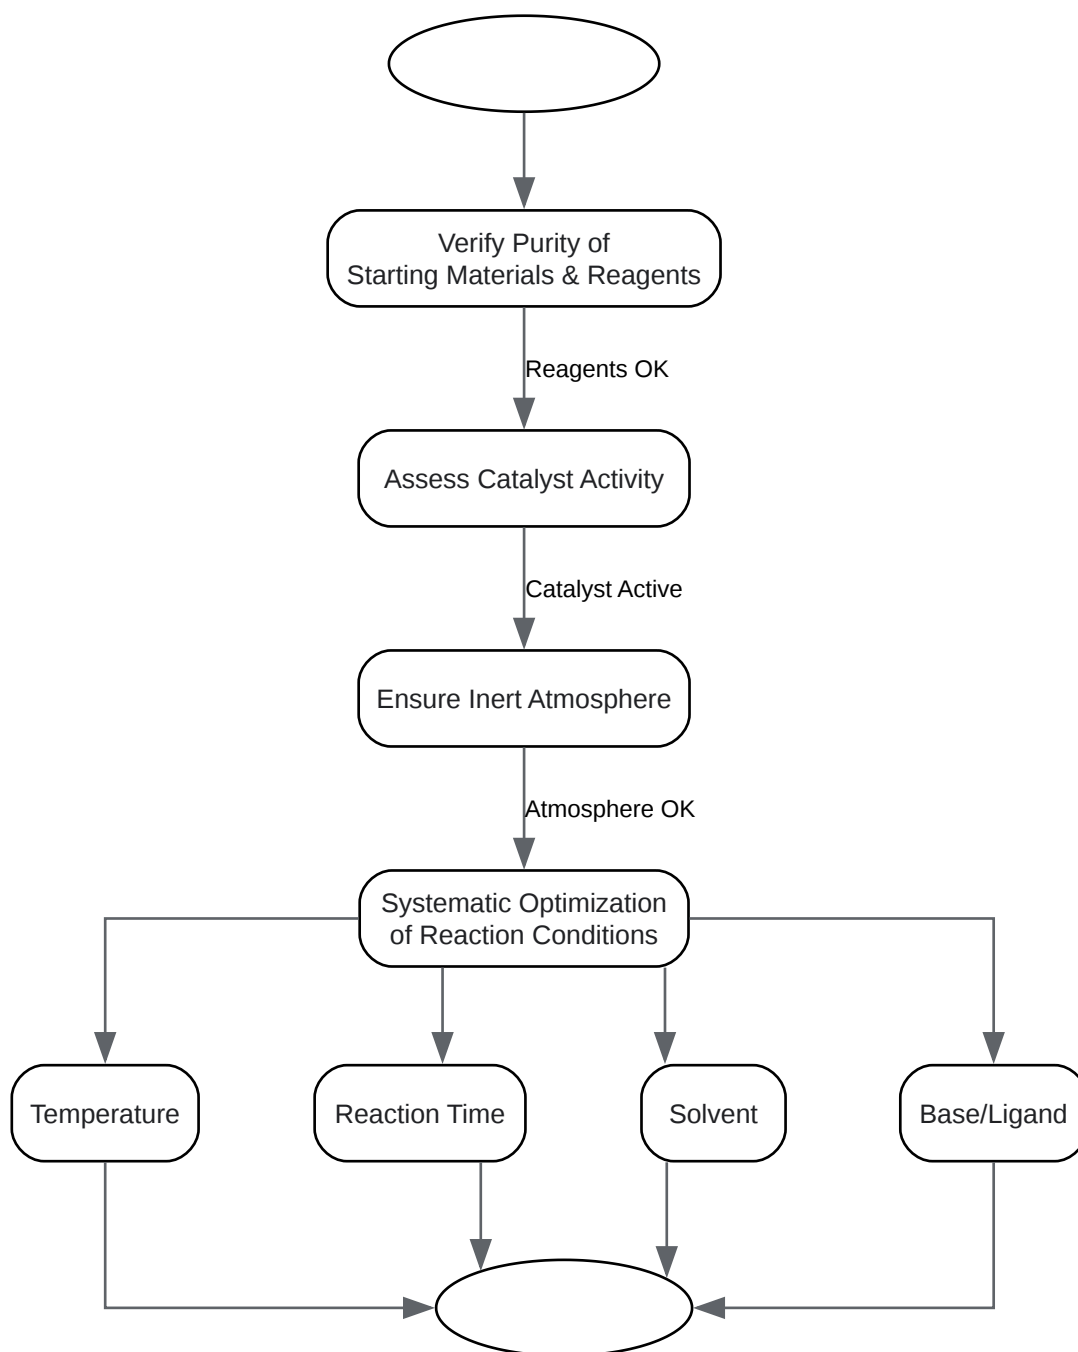 Verify Purity of
Starting Materials & Reagents
Reagents OK
Assess Catalyst Activity
Catalyst Active
Ensure Inert Atmosphere
Atmosphere OK
Systematic Optimization
of Reaction Conditions
Temperature
Reaction Time
Solvent
Base/Ligand